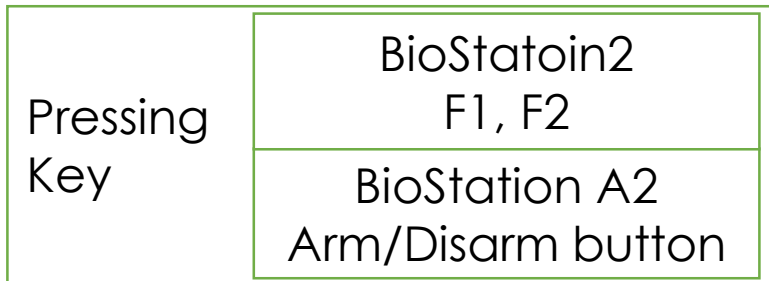 Pressing
Key
BioStatoin2
F1, F2
BioStation A2
Arm/Disarm button